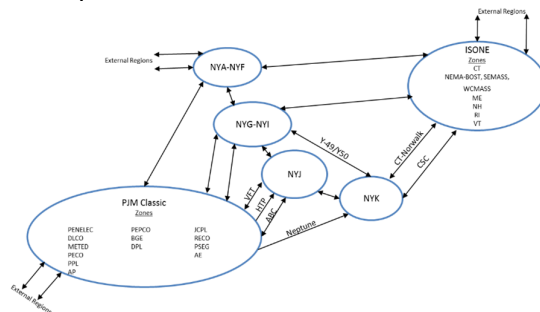 External Regions
ISONE
Zones
CT
NEMA-BOST, SEMASS,
WCMASS
ME
NH
RI
VT
External Regions
NYA-NYF
NYG-NYI
Y-49/Y50
CT-Norwalk
CSC
NYJ
NYK
VFT
HTP
ABC
Neptune
PJM Classic
Zones
PENELEC PEPCO JCPL
DLCO BGE RECO
METED DPL PSEG
PECO AE
PPL
AP
External Regions